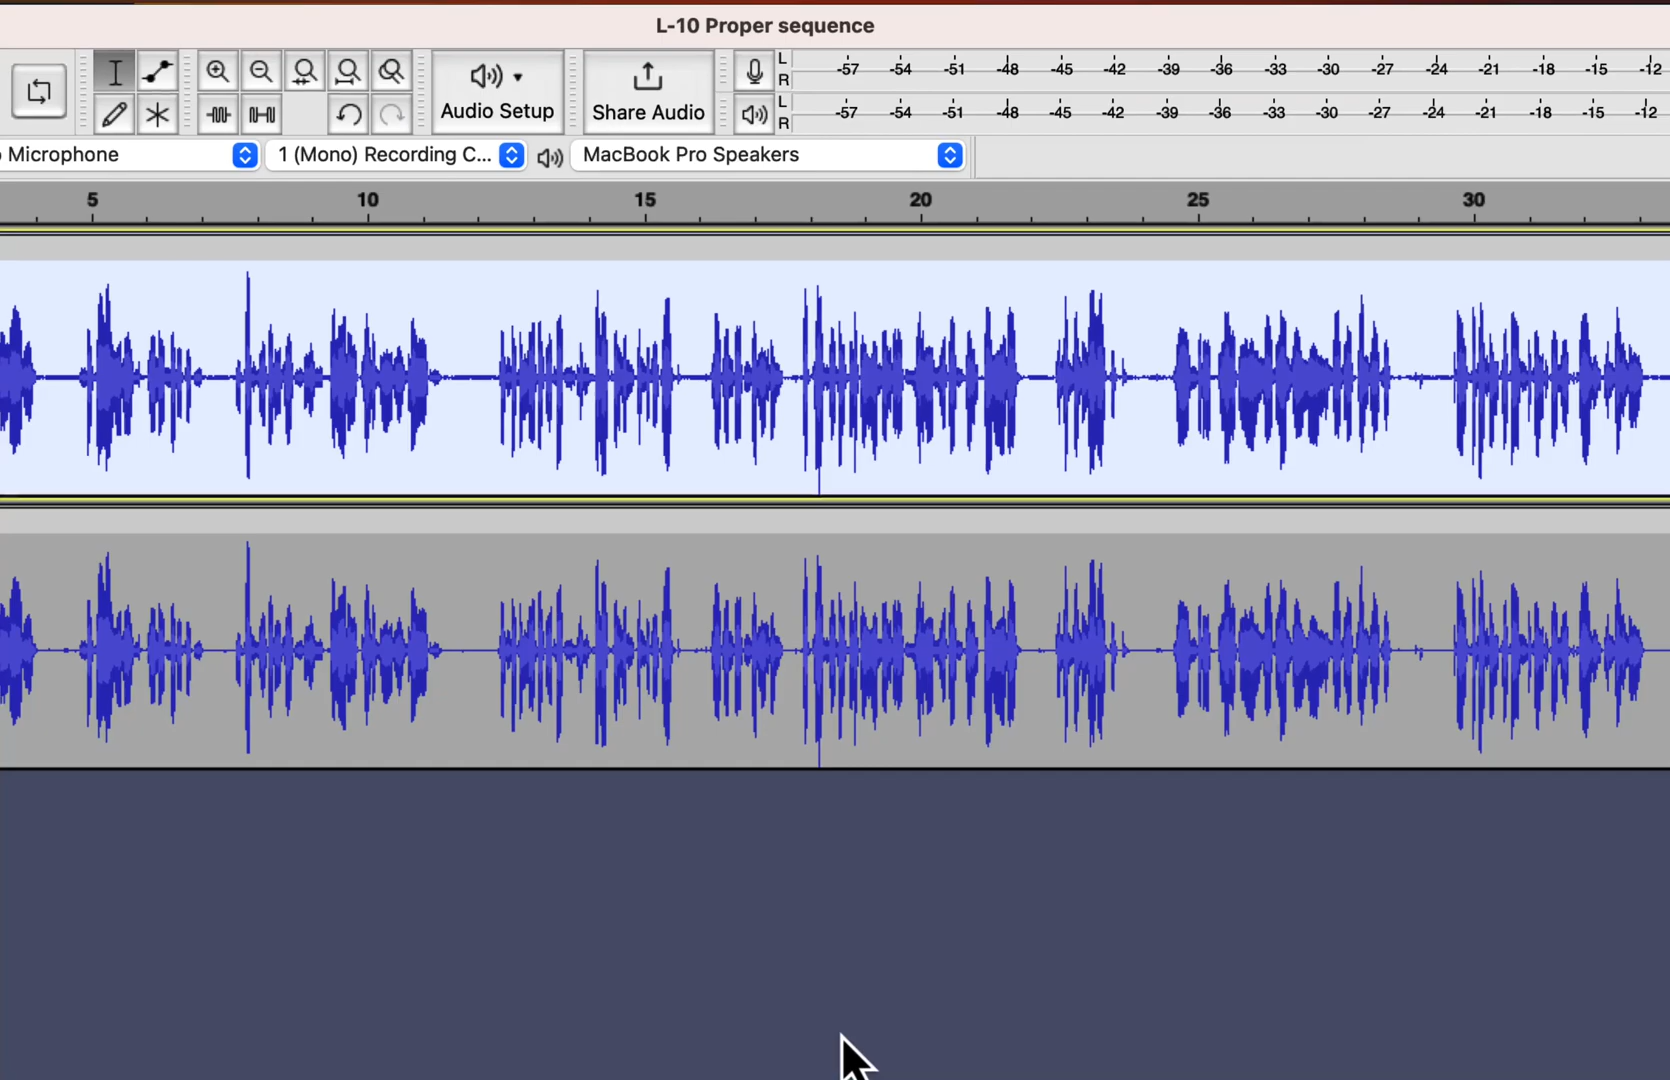 L-10 Proper sequence
L
R
-57 -54 -51 -48 -45 -42 -39 -36 -33 -30 -27 -24 -21 -18 -15 -12
Audio Setup
Share Audio
L
R
-57 -54 -51 -48 -45 -42 -39 -36 -33 -30 -27 -24 -21 -18 -15 -12
Microphone
1 (Mono) Recording C...
MacBook Pro Speakers
5 10 15 20 25 30